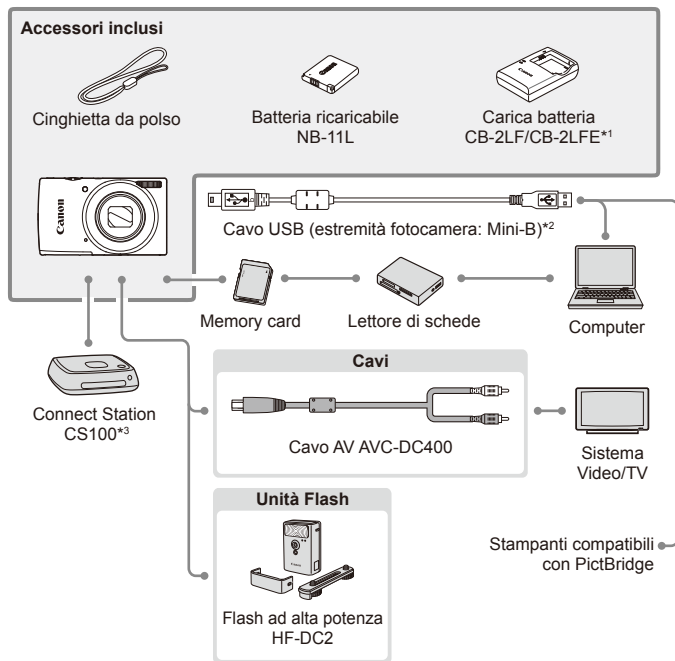 Accessori inclusi
Cinghietta da polso
Batteria ricaricabile
NB-11L
Carica batteria
CB-2LF/CB-2LFE*1
Canon
Cavo USB (estremità fotocamera: Mini-B)*2
Memory card
Lettore di schede
Computer
Connect Station
CS100*3
Cavi
Cavo AV AVC-DC400
Sistema
Video/TV
Unità Flash
Flash ad alta potenza
HF-DC2
Stampanti compatibili
con PictBridge